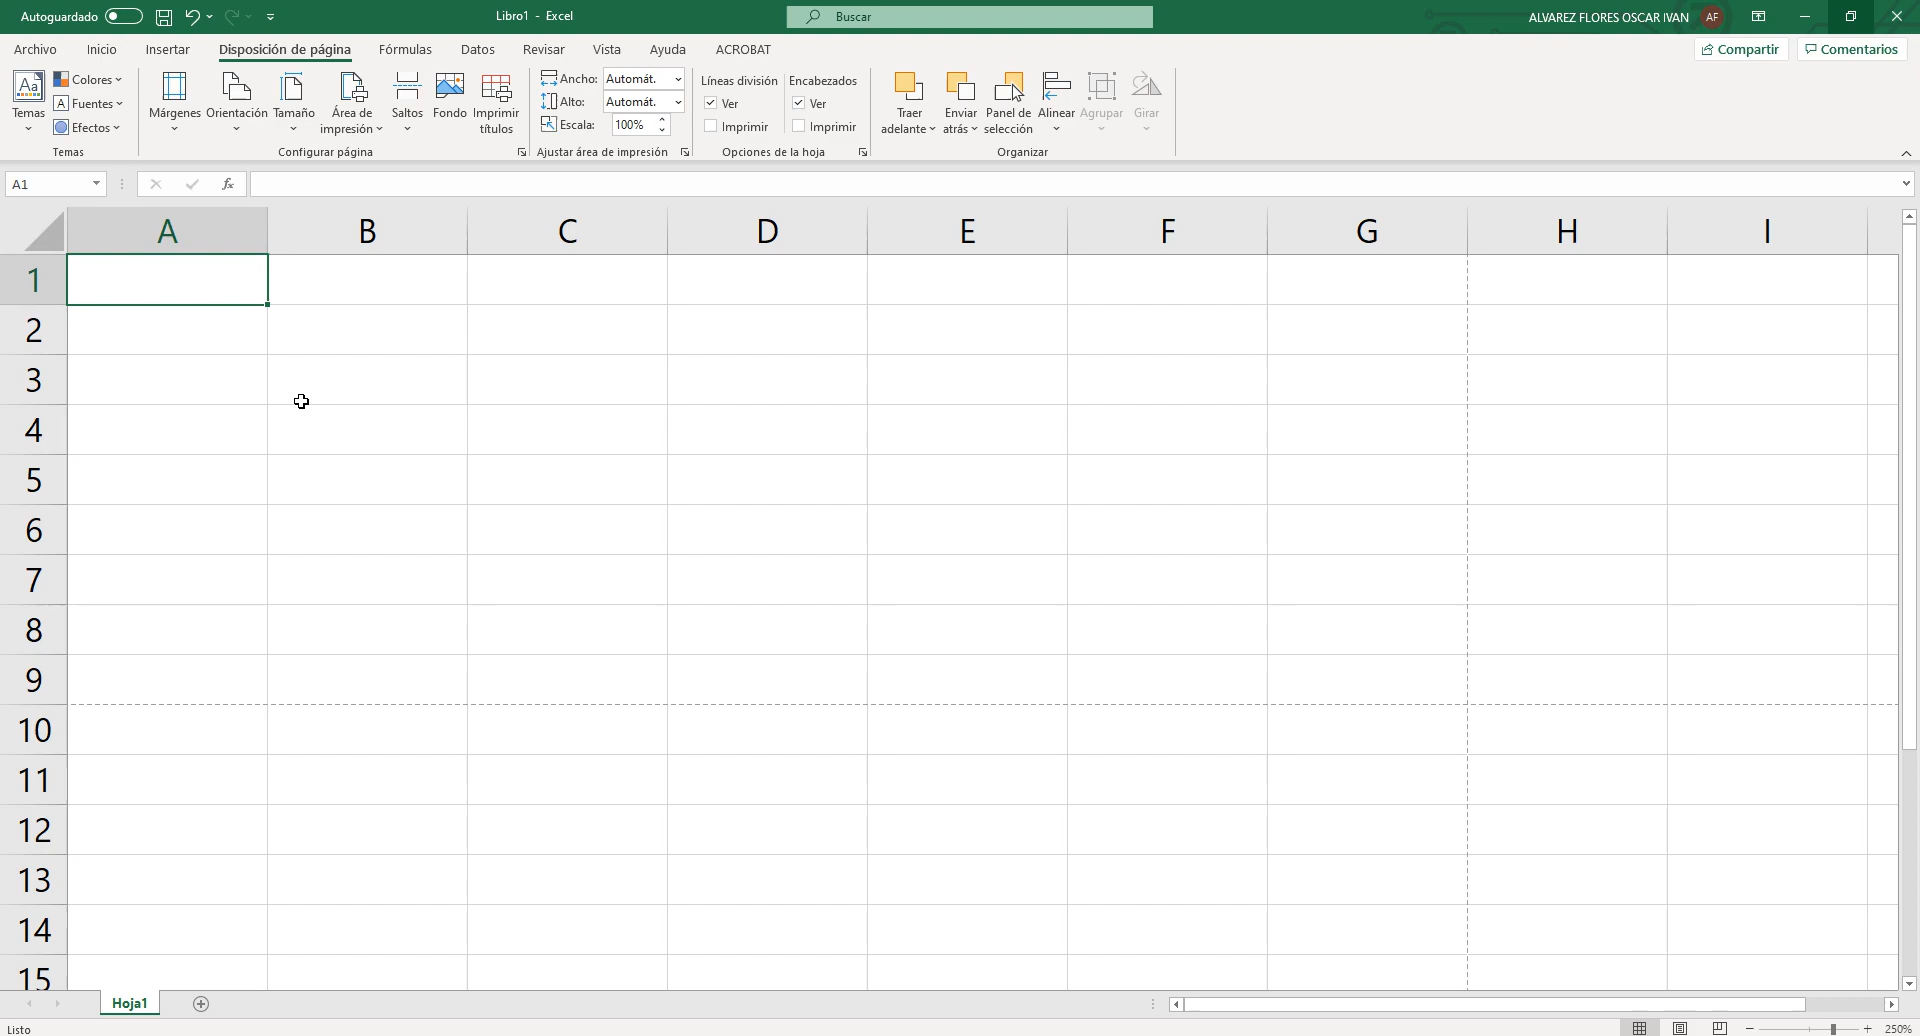 Autoguardado
Libro1 - Excel
Buscar
ALVAREZ FLORES OSCAR IVAN
AF
Archivo Inicio Insertar Disposición de página Fórmulas Datos Revisar Vista Ayuda ACROBAT
Compartir Comentarios
Aa Temas
Colores
A Fuentes
Efectos
Temas
Márgenes
Orientación
Tamaño
Área de
impresión
Saltos
Fondo
Imprimir
títulos
Configurar página
Ancho: Automát.
Alto: Automát.
Escala: 100%
Ajustar área de impresión
Líneas división
Ver
Imprimir
Encabezados
Ver
Imprimir
Opciones de la hoja
Traer
adelante
Enviar
atrás
Panel de
selección
Alinear
Agrupar
Girar
Organizar
A1
fx
A B C D E F G H I
1
2
3
4
5
6
7
8
9
10
11
12
13
14
15
Hoja1
Listo
250%